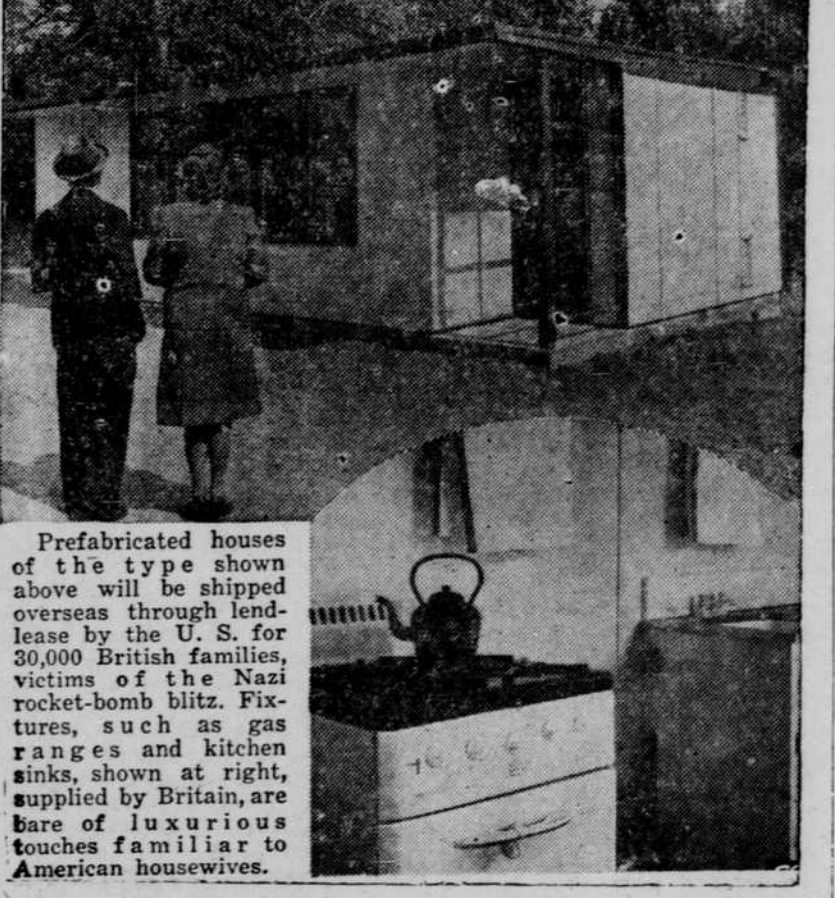 Prefabricated houses
of the type shown
above will be shipped
overseas through lend-
lease by the U. S. for
30,000 British families,
victims of the Nazi
rocket-bomb blitz. Fix-
tures, such as gas
ranges and kitchen
sinks, shown at right,
supplied by Britain, are
bare of luxurious
touches familiar to
American housewives.